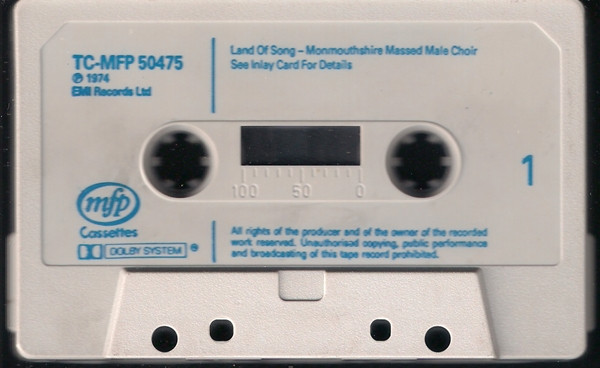 TC-MFP 50475
℗ 1974
EMI Records Ltd
Land Of Song – Monmouthshire Massed Male Choir
See Inlay Card For Details
100 50 0
1
mfp
Cassettes
DOLBY SYSTEM ®
All rights of the producer and of the owner of the recorded
work reserved. Unauthorised copying, public performance
and broadcasting of this tape record prohibited.